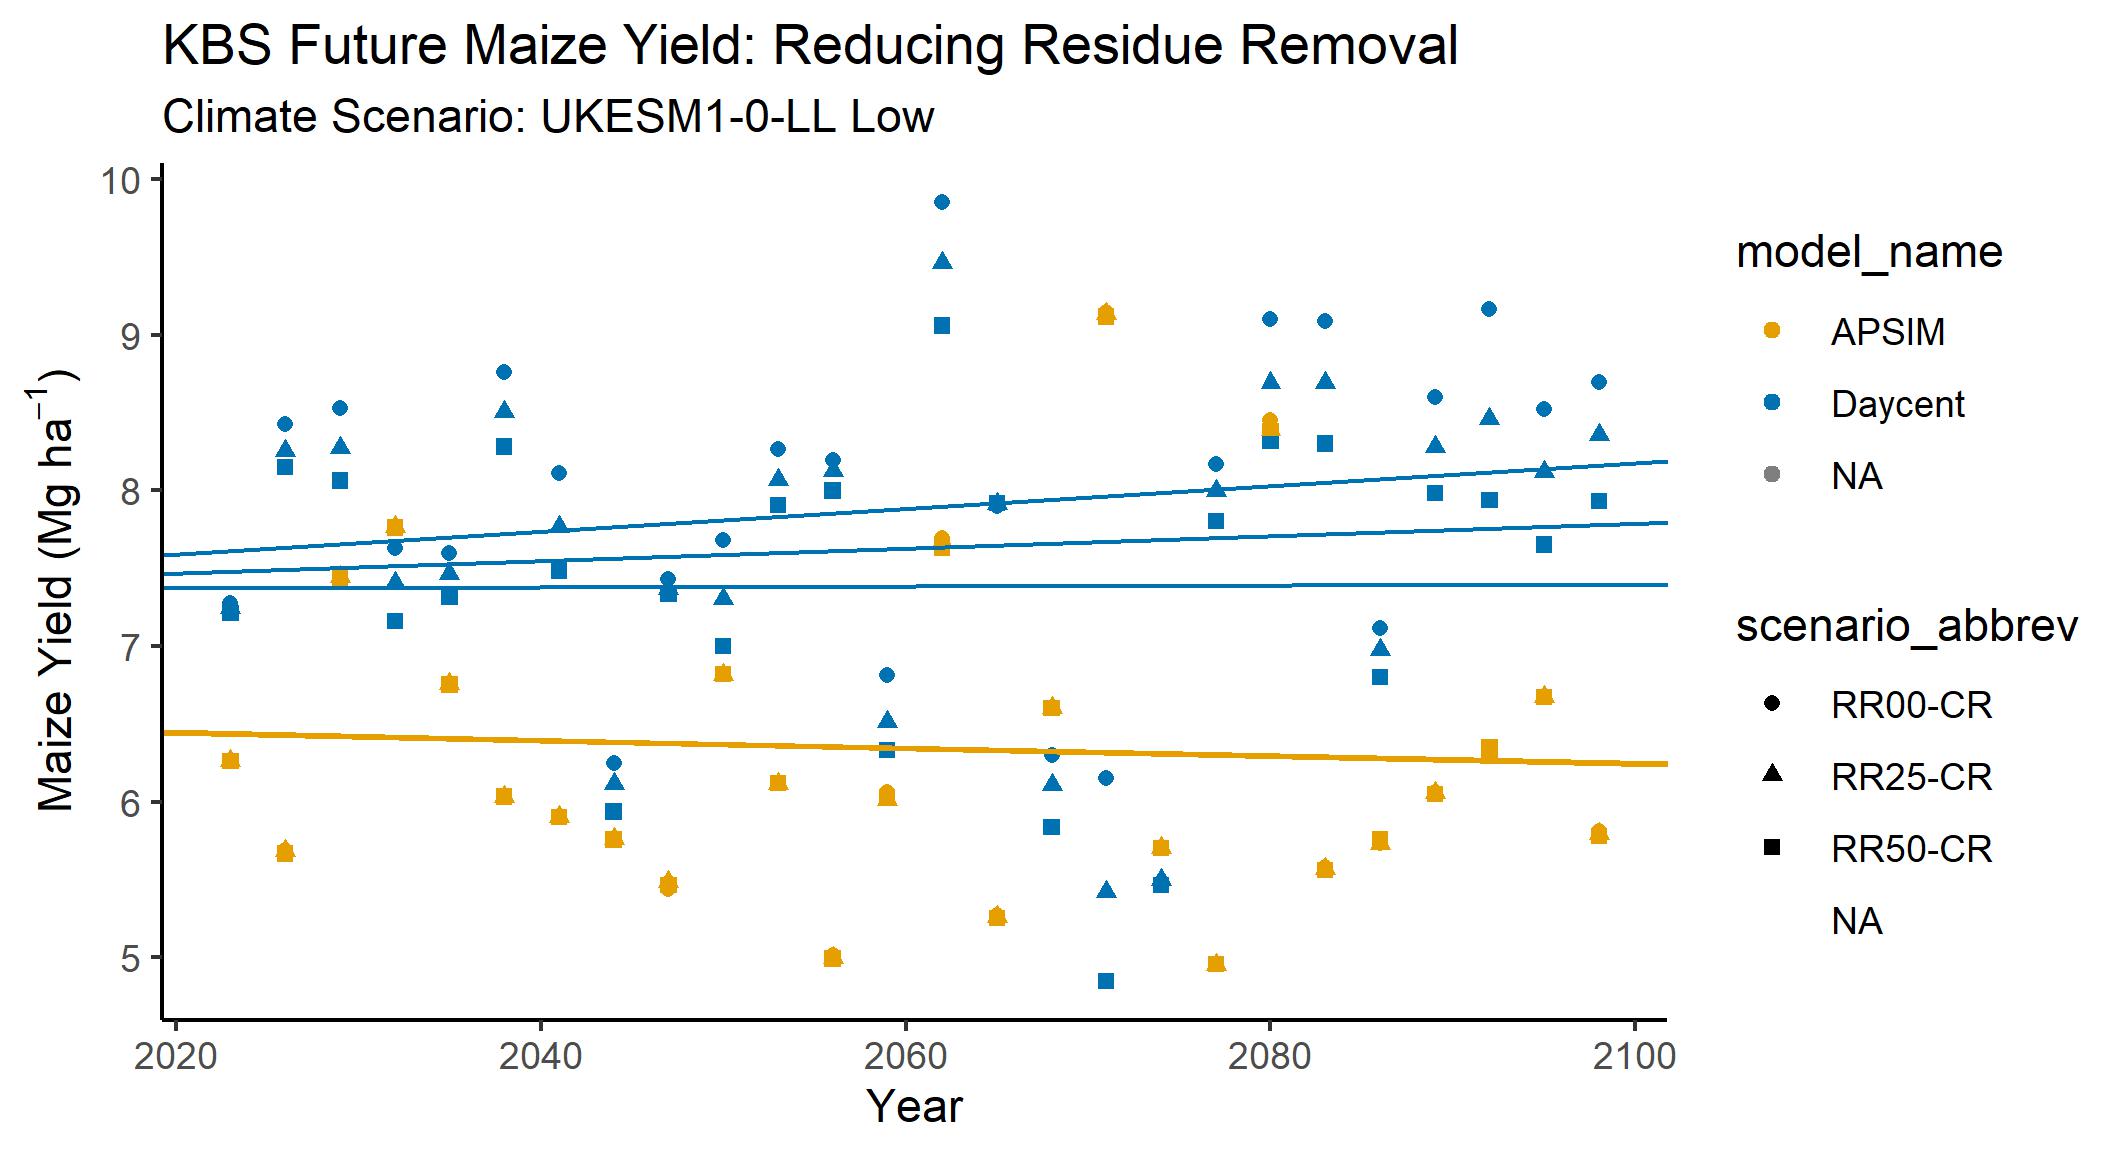 KBS Future Maize Yield: Reducing Residue Removal
Climate Scenario: UKESM1-0-LL Low
Maize Yield (Mg ha⁻¹)
10
9
8
7
6
5
2020 2040 2060 2080 2100
Year
model_name
APSIM
Daycent
NA
scenario_abbrev
RR00-CR
RR25-CR
RR50-CR
NA